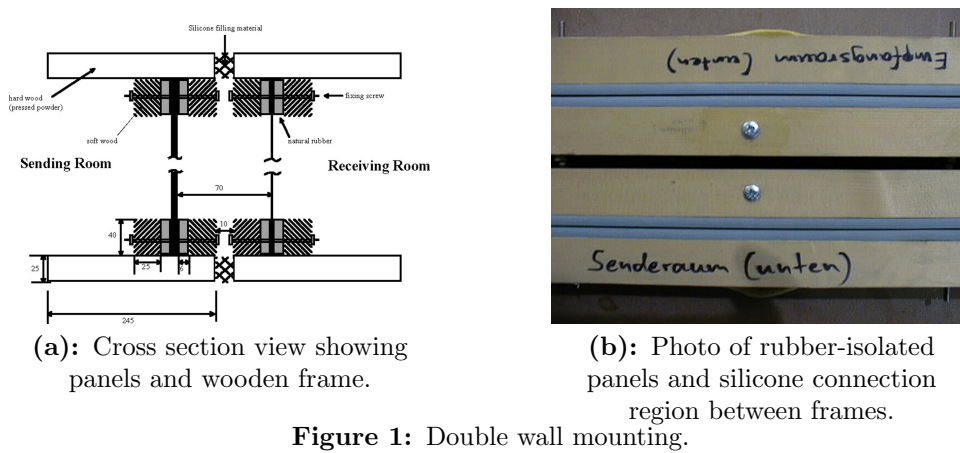 Silicone filling material
hard wood
(pressed powder)
fixing screw
soft wood
natural rubber
Sending Room
Receiving Room
70
10
40
25
25
6
245
Empfangsraum (unten)
Senderaum (unten)
(a): Cross section view showing
panels and wooden frame.
(b): Photo of rubber-isolated
panels and silicone connection
region between frames.
Figure 1: Double wall mounting.